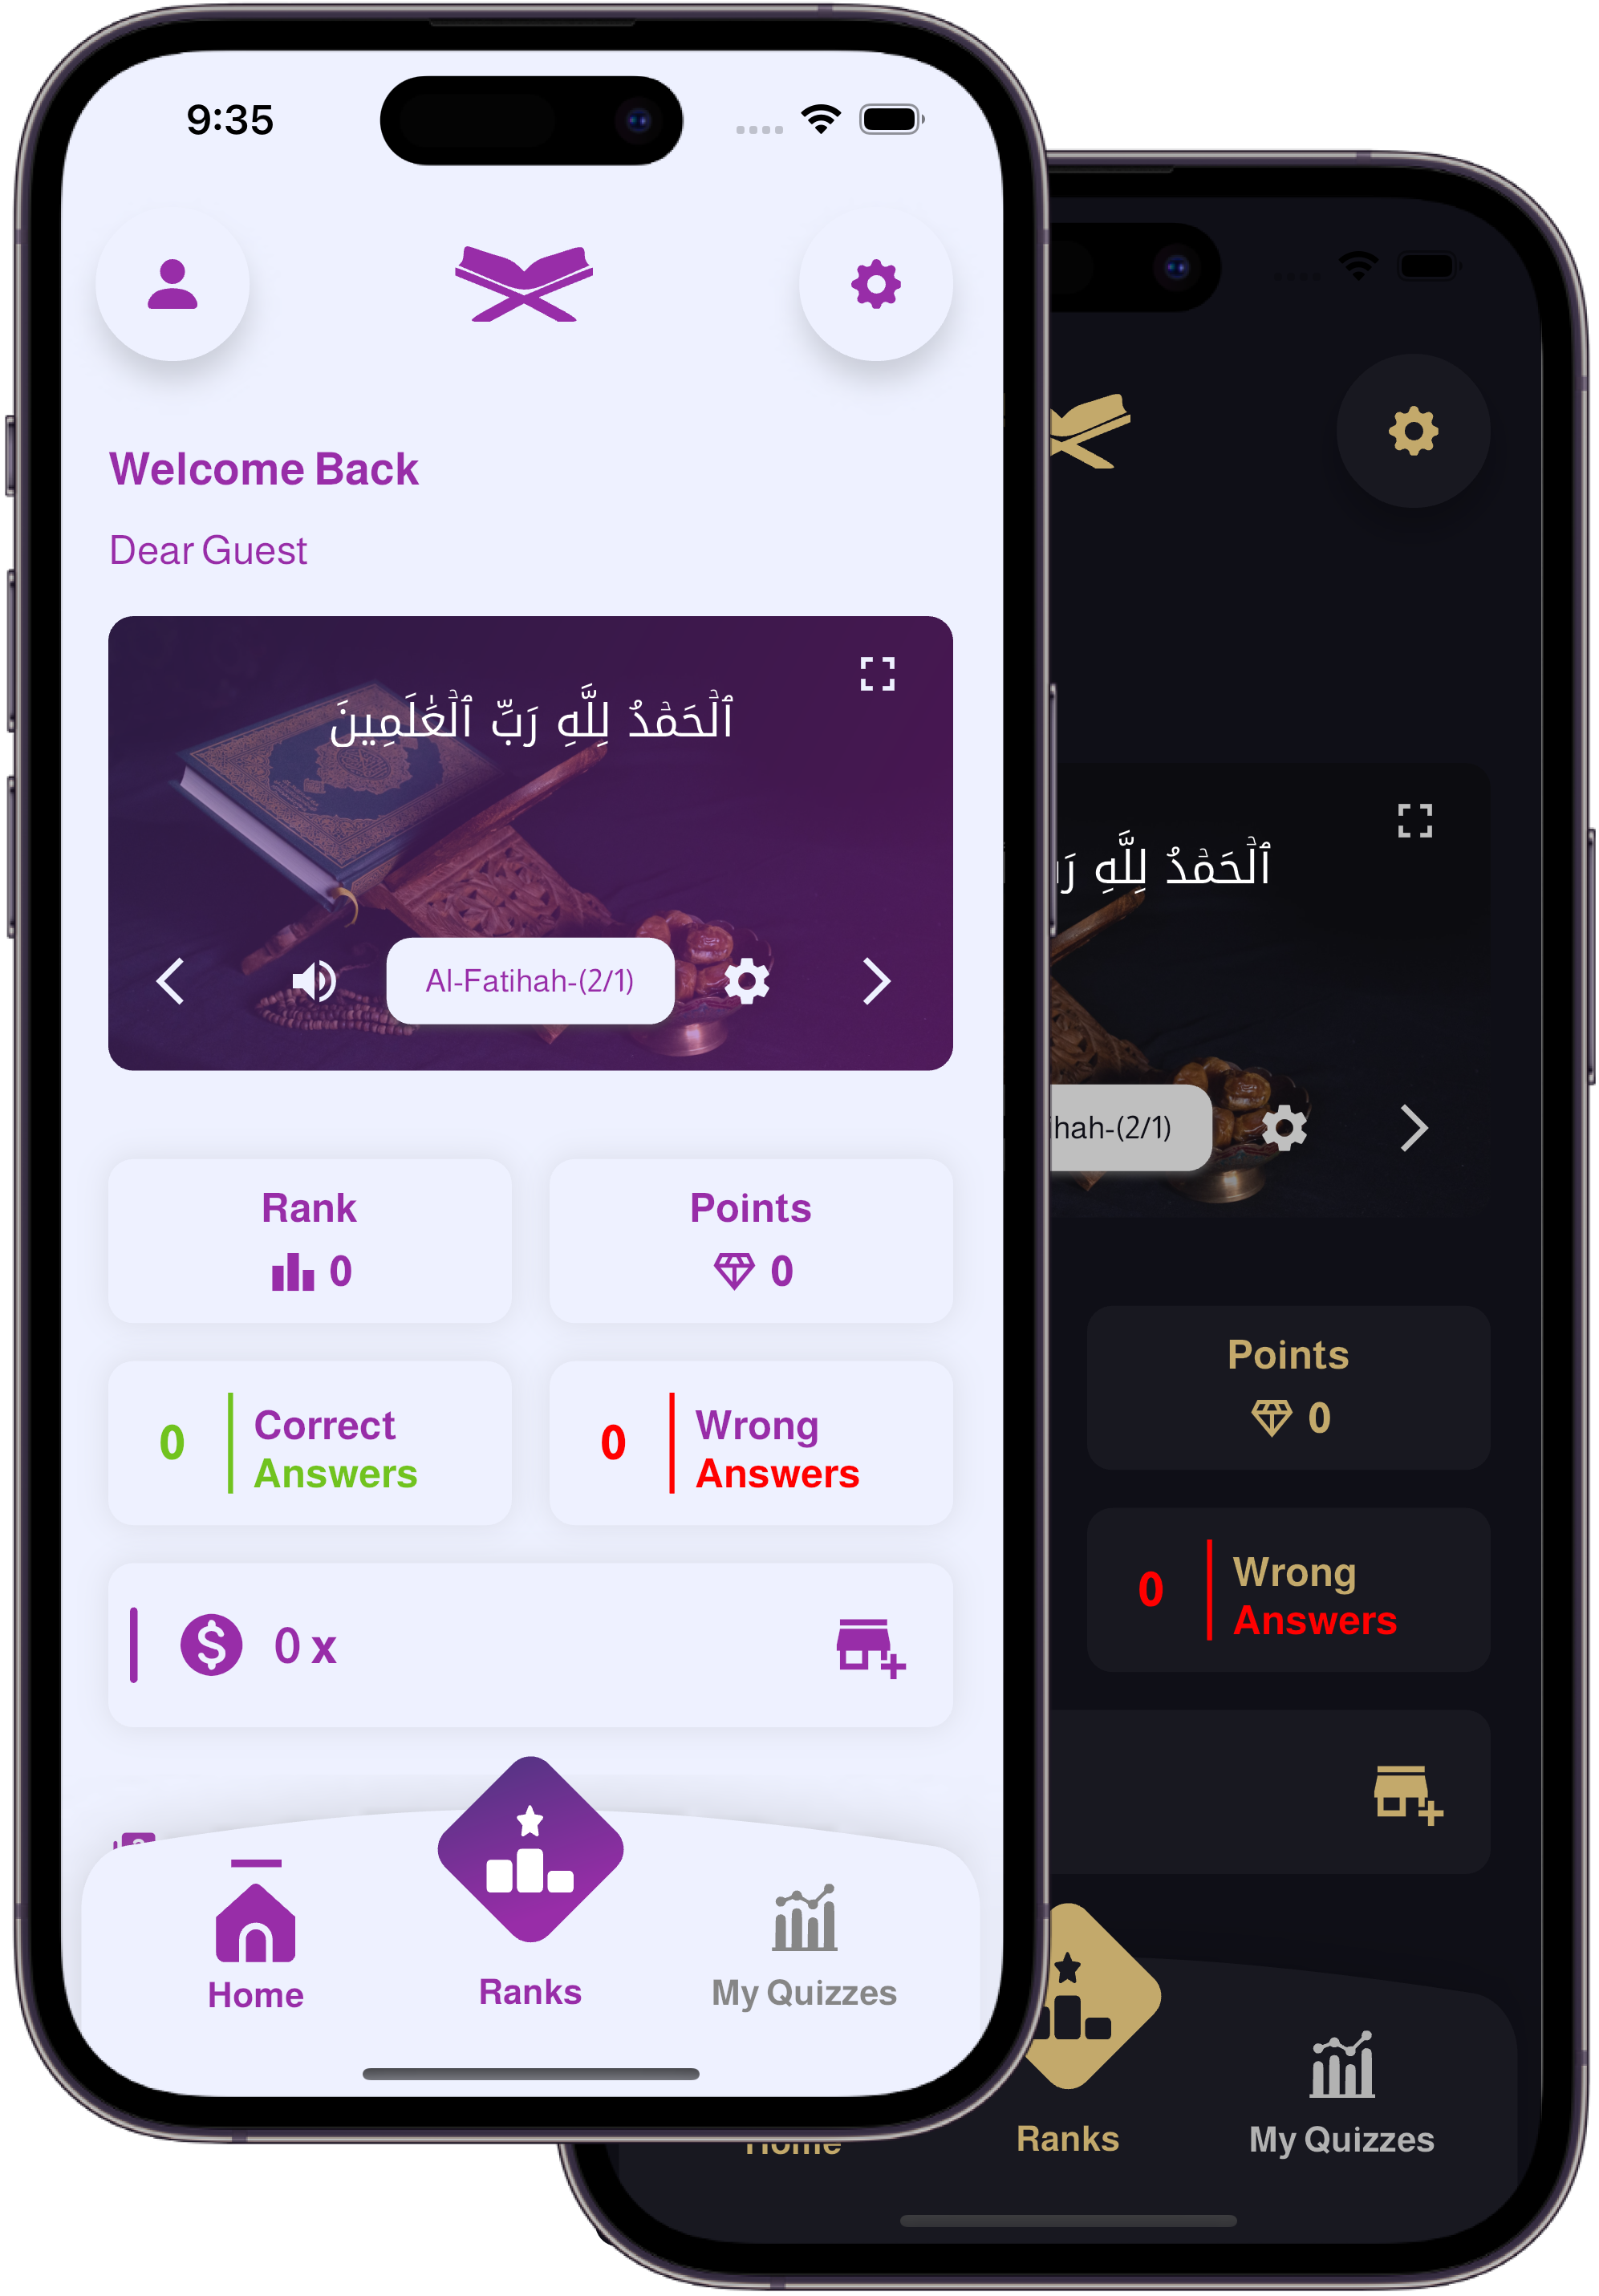 9:35
Welcome Back
Dear Guest
ٱلۡحَمۡدُ لِلَّهِ رَبِّ ٱلۡعَٰلَمِينَ
Al-Fatihah-(2/1)
Rank
0
Points
0
0
Correct
Answers
0
Wrong
Answers
0 x
Home
Ranks
My Quizzes
ٱلۡحَمۡدُ لِلَّهِ
ihah-(2/1)
Points
0
0
Wrong
Answers
Home
Ranks
My Quizzes